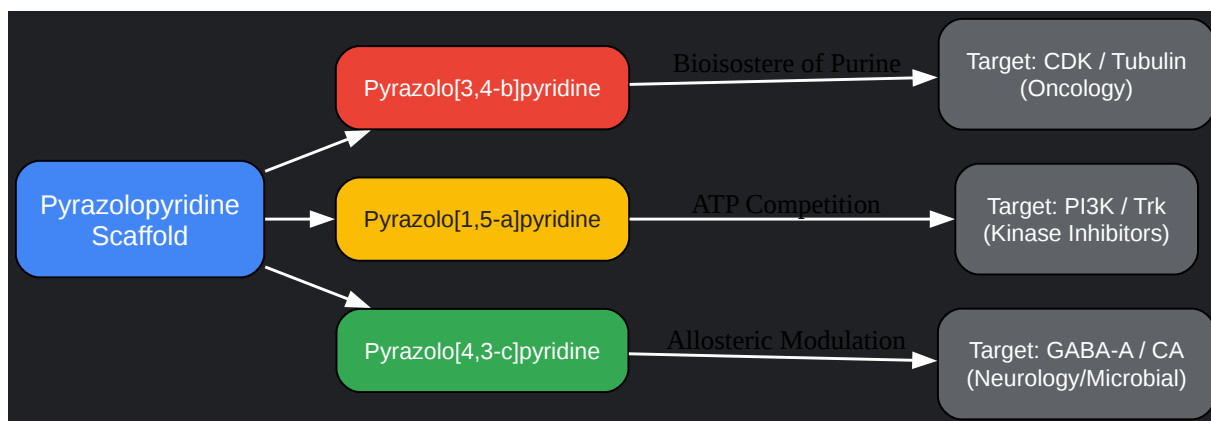 Pyrazolopyridine
Scaffold
Pyrazolo[3,4-b]pyridine
Bioisostere of Purine
Target: CDK / Tubulin
(Oncology)
Pyrazolo[1,5-a]pyridine
ATP Competition
Target: PI3K / Trk
(Kinase Inhibitors)
Pyrazolo[4,3-c]pyridine
Allosteric Modulation
Target: GABA-A / CA
(Neurology/Microbial)